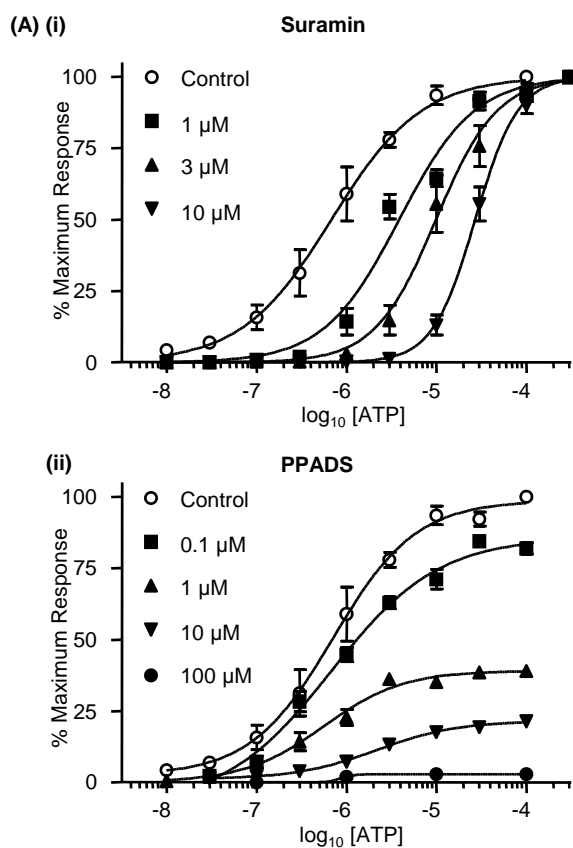 (A) (i) Suramin
% Maximum Response
100
75
50
25
0
Control
1 µM
3 µM
10 µM
-8 -7 -6 -5 -4
log₁₀ [ATP]
(ii) PPADS
% Maximum Response
100
75
50
25
0
Control
0.1 µM
1 µM
10 µM
100 µM
-8 -7 -6 -5 -4
log₁₀ [ATP]